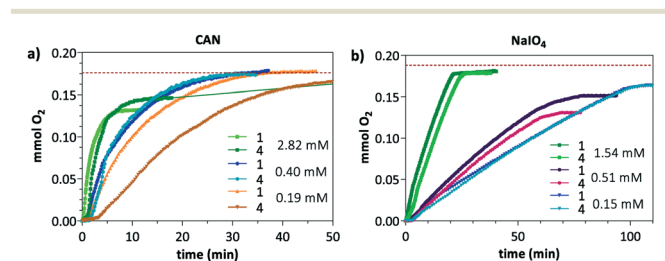 a)
CAN
0.20
0.15
0.10
0.05
0.00
mmol O₂
1
4 2.82 mM
1
4 0.40 mM
1
4 0.19 mM
0 10 20 30 40 50
time (min)
b)
NaIO₄
0.20
0.15
0.10
0.05
0.00
mmol O₂
1
4 1.54 mM
1
4 0.51 mM
1
4 0.15 mM
0 50 100
time (min)